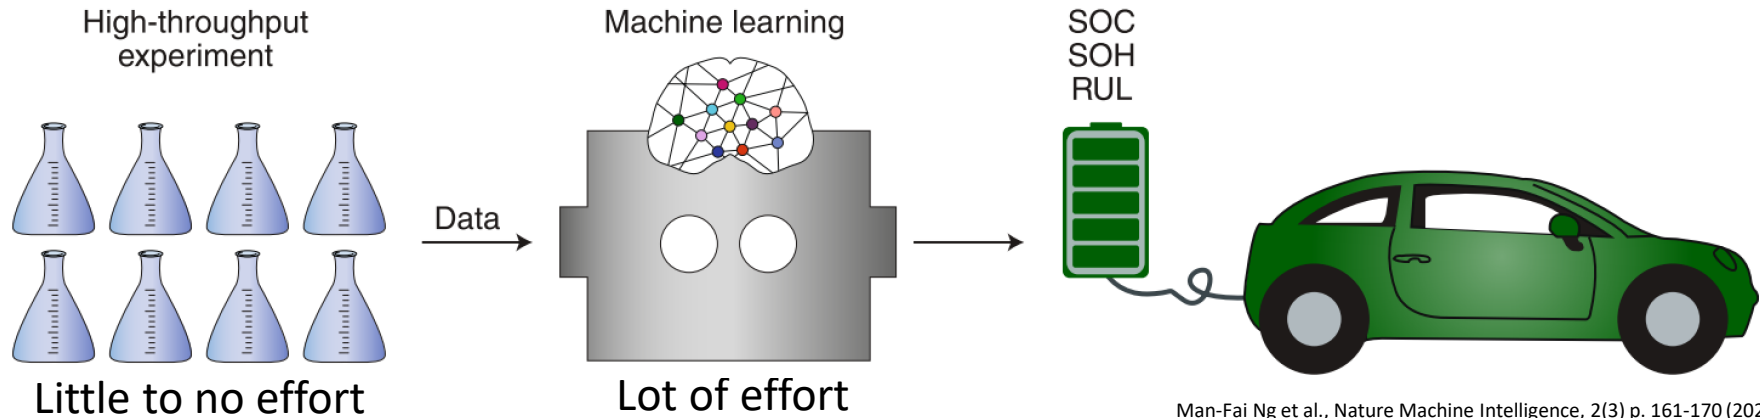 High-throughput
experiment
Machine learning
SOC
SOH
RUL
Data
Little to no effort
Lot of effort
Man-Fai Ng et al., Nature Machine Intelligence, 2(3) p. 161-170 (202